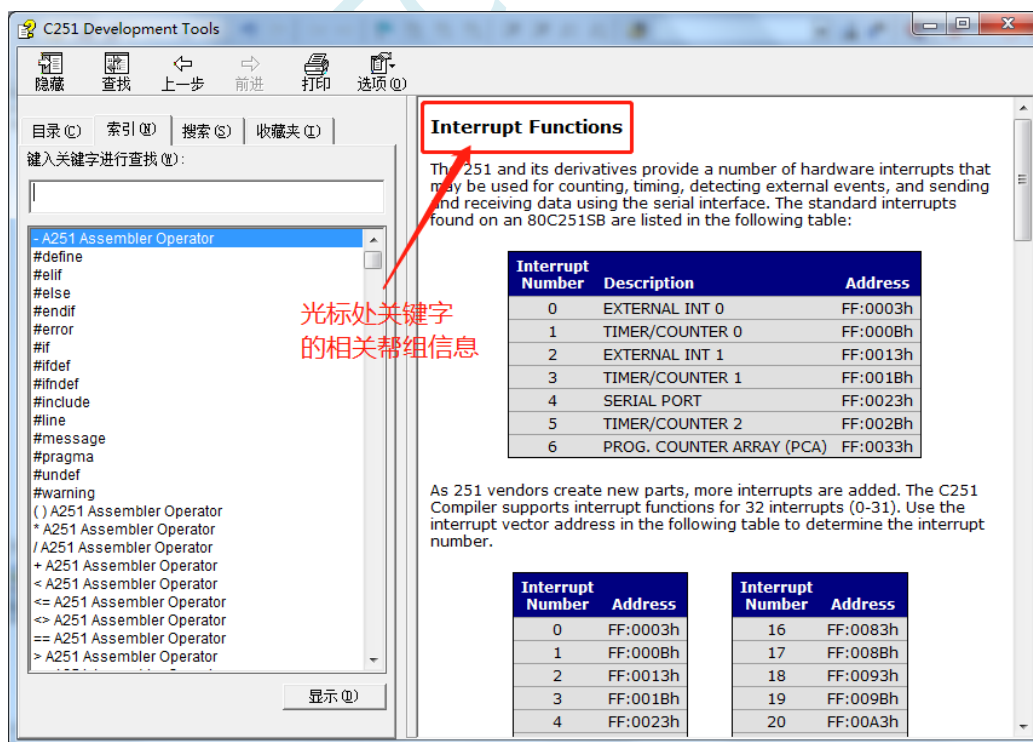 C251 Development Tools
隐藏 查找 上一步 前进 打印 选项(O)
目录(C) 索引(N) 搜索(S) 收藏夹(I)
键入关键字进行查找(W):
- A251 Assembler Operator
#define
#elif
#else
#endif
#error
#if
#ifdef
#ifndef
#include
#line
#message
#pragma
#undef
#warning
( ) A251 Assembler Operator
* A251 Assembler Operator
/ A251 Assembler Operator
+ A251 Assembler Operator
< A251 Assembler Operator
<= A251 Assembler Operator
<> A251 Assembler Operator
== A251 Assembler Operator
> A251 Assembler Operator
显示(D)
光标处关键字
的相关帮组信息
Interrupt Functions
The 251 and its derivatives provide a number of hardware interrupts that
may be used for counting, timing, detecting external events, and sending
and receiving data using the serial interface. The standard interrupts
found on an 80C251SB are listed in the following table:
Interrupt
Number Description Address
0 EXTERNAL INT 0 FF:0003h
1 TIMER/COUNTER 0 FF:000Bh
2 EXTERNAL INT 1 FF:0013h
3 TIMER/COUNTER 1 FF:001Bh
4 SERIAL PORT FF:0023h
5 TIMER/COUNTER 2 FF:002Bh
6 PROG. COUNTER ARRAY (PCA) FF:0033h
As 251 vendors create new parts, more interrupts are added. The C251
Compiler supports interrupt functions for 32 interrupts (0-31). Use the
interrupt vector address in the following table to determine the interrupt
number.
Interrupt Interrupt
Number Address Number Address
0 FF:0003h 16 FF:0083h
1 FF:000Bh 17 FF:008Bh
2 FF:0013h 18 FF:0093h
3 FF:001Bh 19 FF:009Bh
4 FF:0023h 20 FF:00A3h